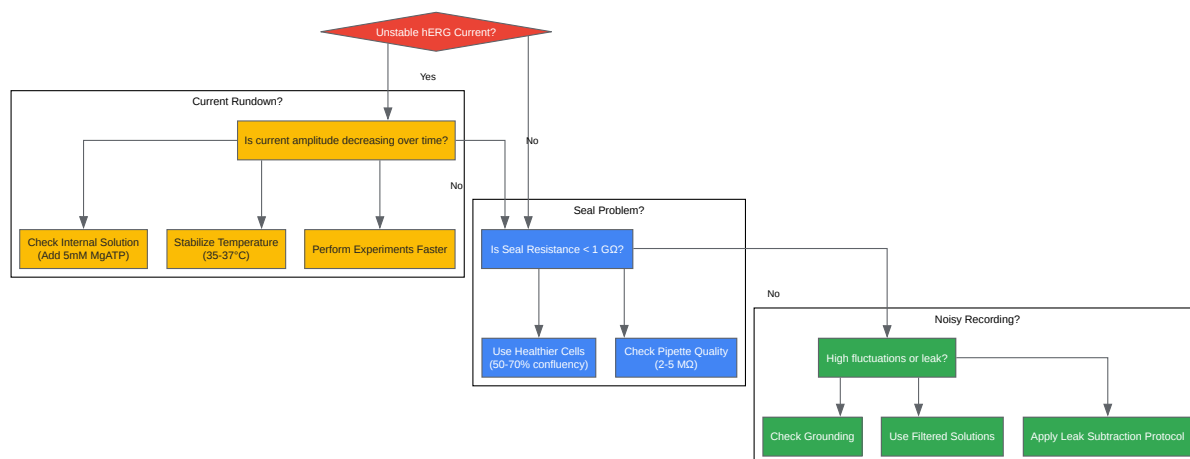 Unstable hERG Current?
Yes
Current Rundown?
Is current amplitude decreasing over time?
No
No
Check Internal Solution
(Add 5mM MgATP)
Stabilize Temperature
(35-37°C)
Perform Experiments Faster
Seal Problem?
Is Seal Resistance < 1 GΩ?
No
Use Healthier Cells
(50-70% confluency)
Check Pipette Quality
(2-5 MΩ)
Noisy Recording?
High fluctuations or leak?
Check Grounding
Use Filtered Solutions
Apply Leak Subtraction Protocol